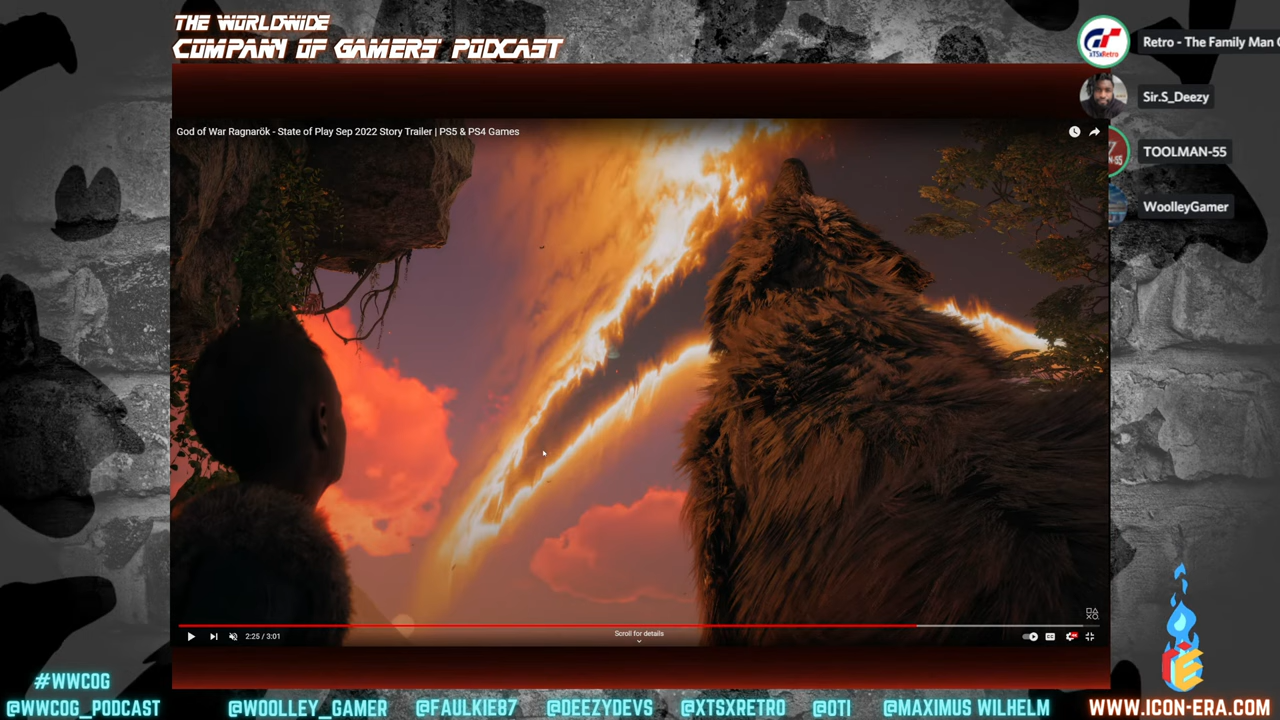 THE WORLDWIDE
COMPANY OF GAMERS' PODCAST
Retro - The Family Man
Sir.S_Deezy
TOOLMAN-55
WoolleyGamer
God of War Ragnarök - State of Play Sep 2022 Story Trailer | PS5 & PS4 Games
2:25 / 3:01
Scroll for details
#WWCOG
@WWCOG_PODCAST
@WOOLLEY_GAMER
@FAULKIE87
@DEEZYDEVS
@XTSXRETRO
@OTI
@MAXIMUS WILHELM
WWW.ICON-ERA.COM